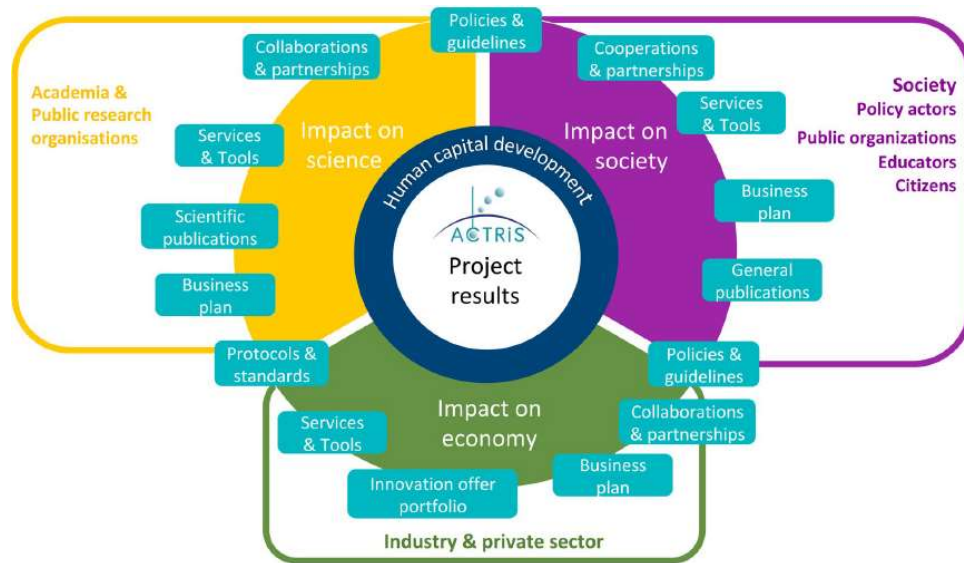 Policies &
guidelines
Collaborations
& partnerships
Cooperations
& partnerships
Academia &
Public research
organisations
Society
Policy actors
Public organizations
Educators
Citizens
Services
& Tools
Services
& Tools
Impact on
science
Impact on
society
Human capital development
ACTRiS
Project
results
Scientific
publications
Business
plan
Business
plan
General
publications
Protocols &
standards
Policies &
guidelines
Impact on
economy
Services
& Tools
Collaborations
& partnerships
Innovation offer
portfolio
Business
plan
Industry & private sector